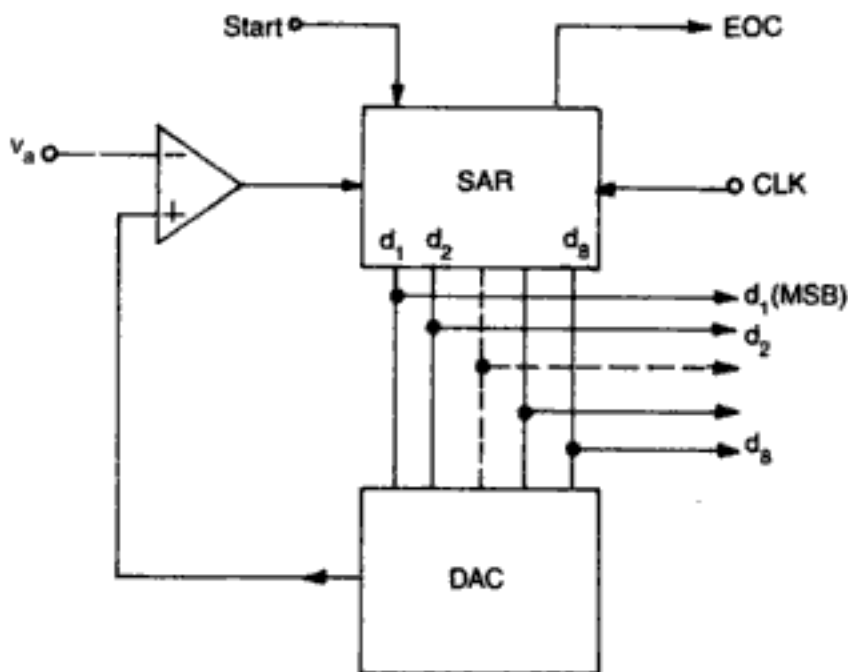 Start
EOC
va
−
+
SAR
CLK
d1 d2 d8
d1(MSB)
d2
d8
DAC